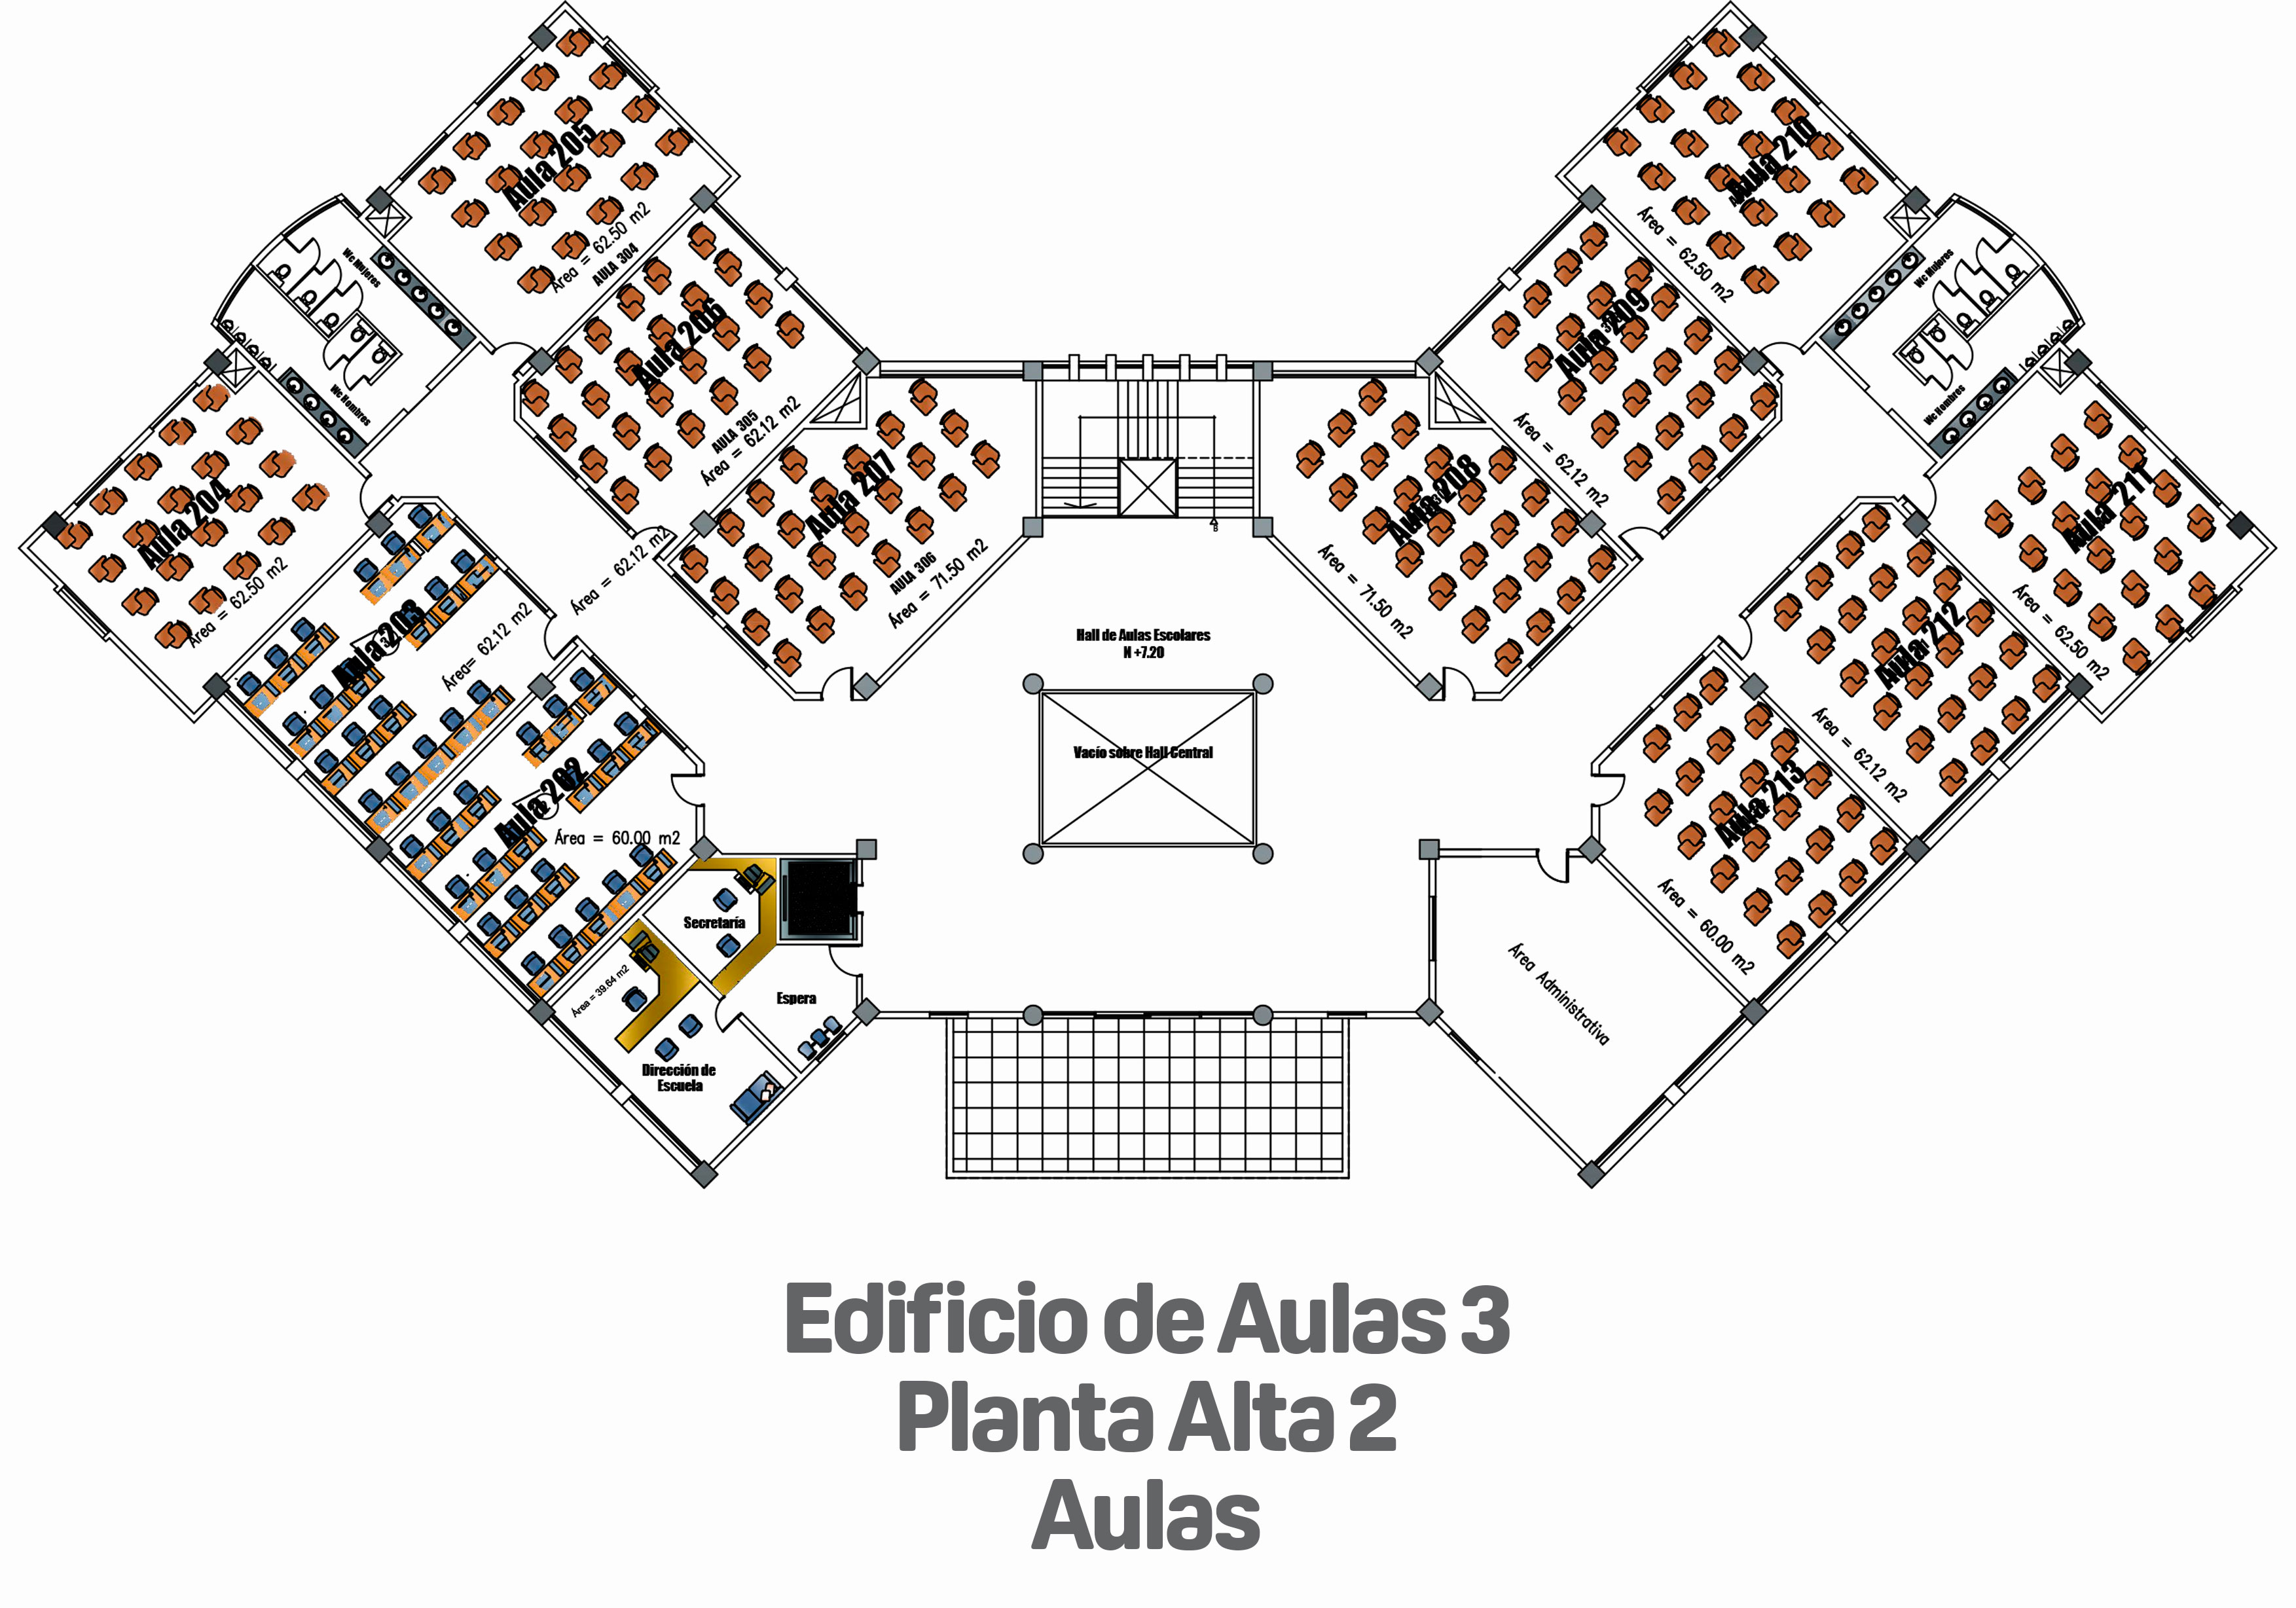 Aula 205
Área = 62.50 m2
AULA 304
Aula 210
Área = 62.50 m2
Wc Mujeres
Wc Hombres
Wc Mujeres
Wc Hombres
Aula 206
AULA 305
Área = 62.12 m2
Aula 209
Área = 62.12 m2
Aula 204
Área = 62.50 m2
Aula 207
AULA 306
Área = 71.50 m2
Aula 208
Área = 71.50 m2
Aula 211
Área = 62.50 m2
Aula 203
Área= 62.12 m2
Área = 62.12 m2
B
Hall de Aulas Escolares
N +7.20
Aula 212
Área = 62.12 m2
Vacío sobre Hall Central
Aula 202
Área = 60.00 m2
Aula 213
Área = 60.00 m2
Secretaría
Área = 39.64 m2
Espera
Dirección de
Escuela
Área Administrativa
Edificio de Aulas 3
Planta Alta 2
Aulas